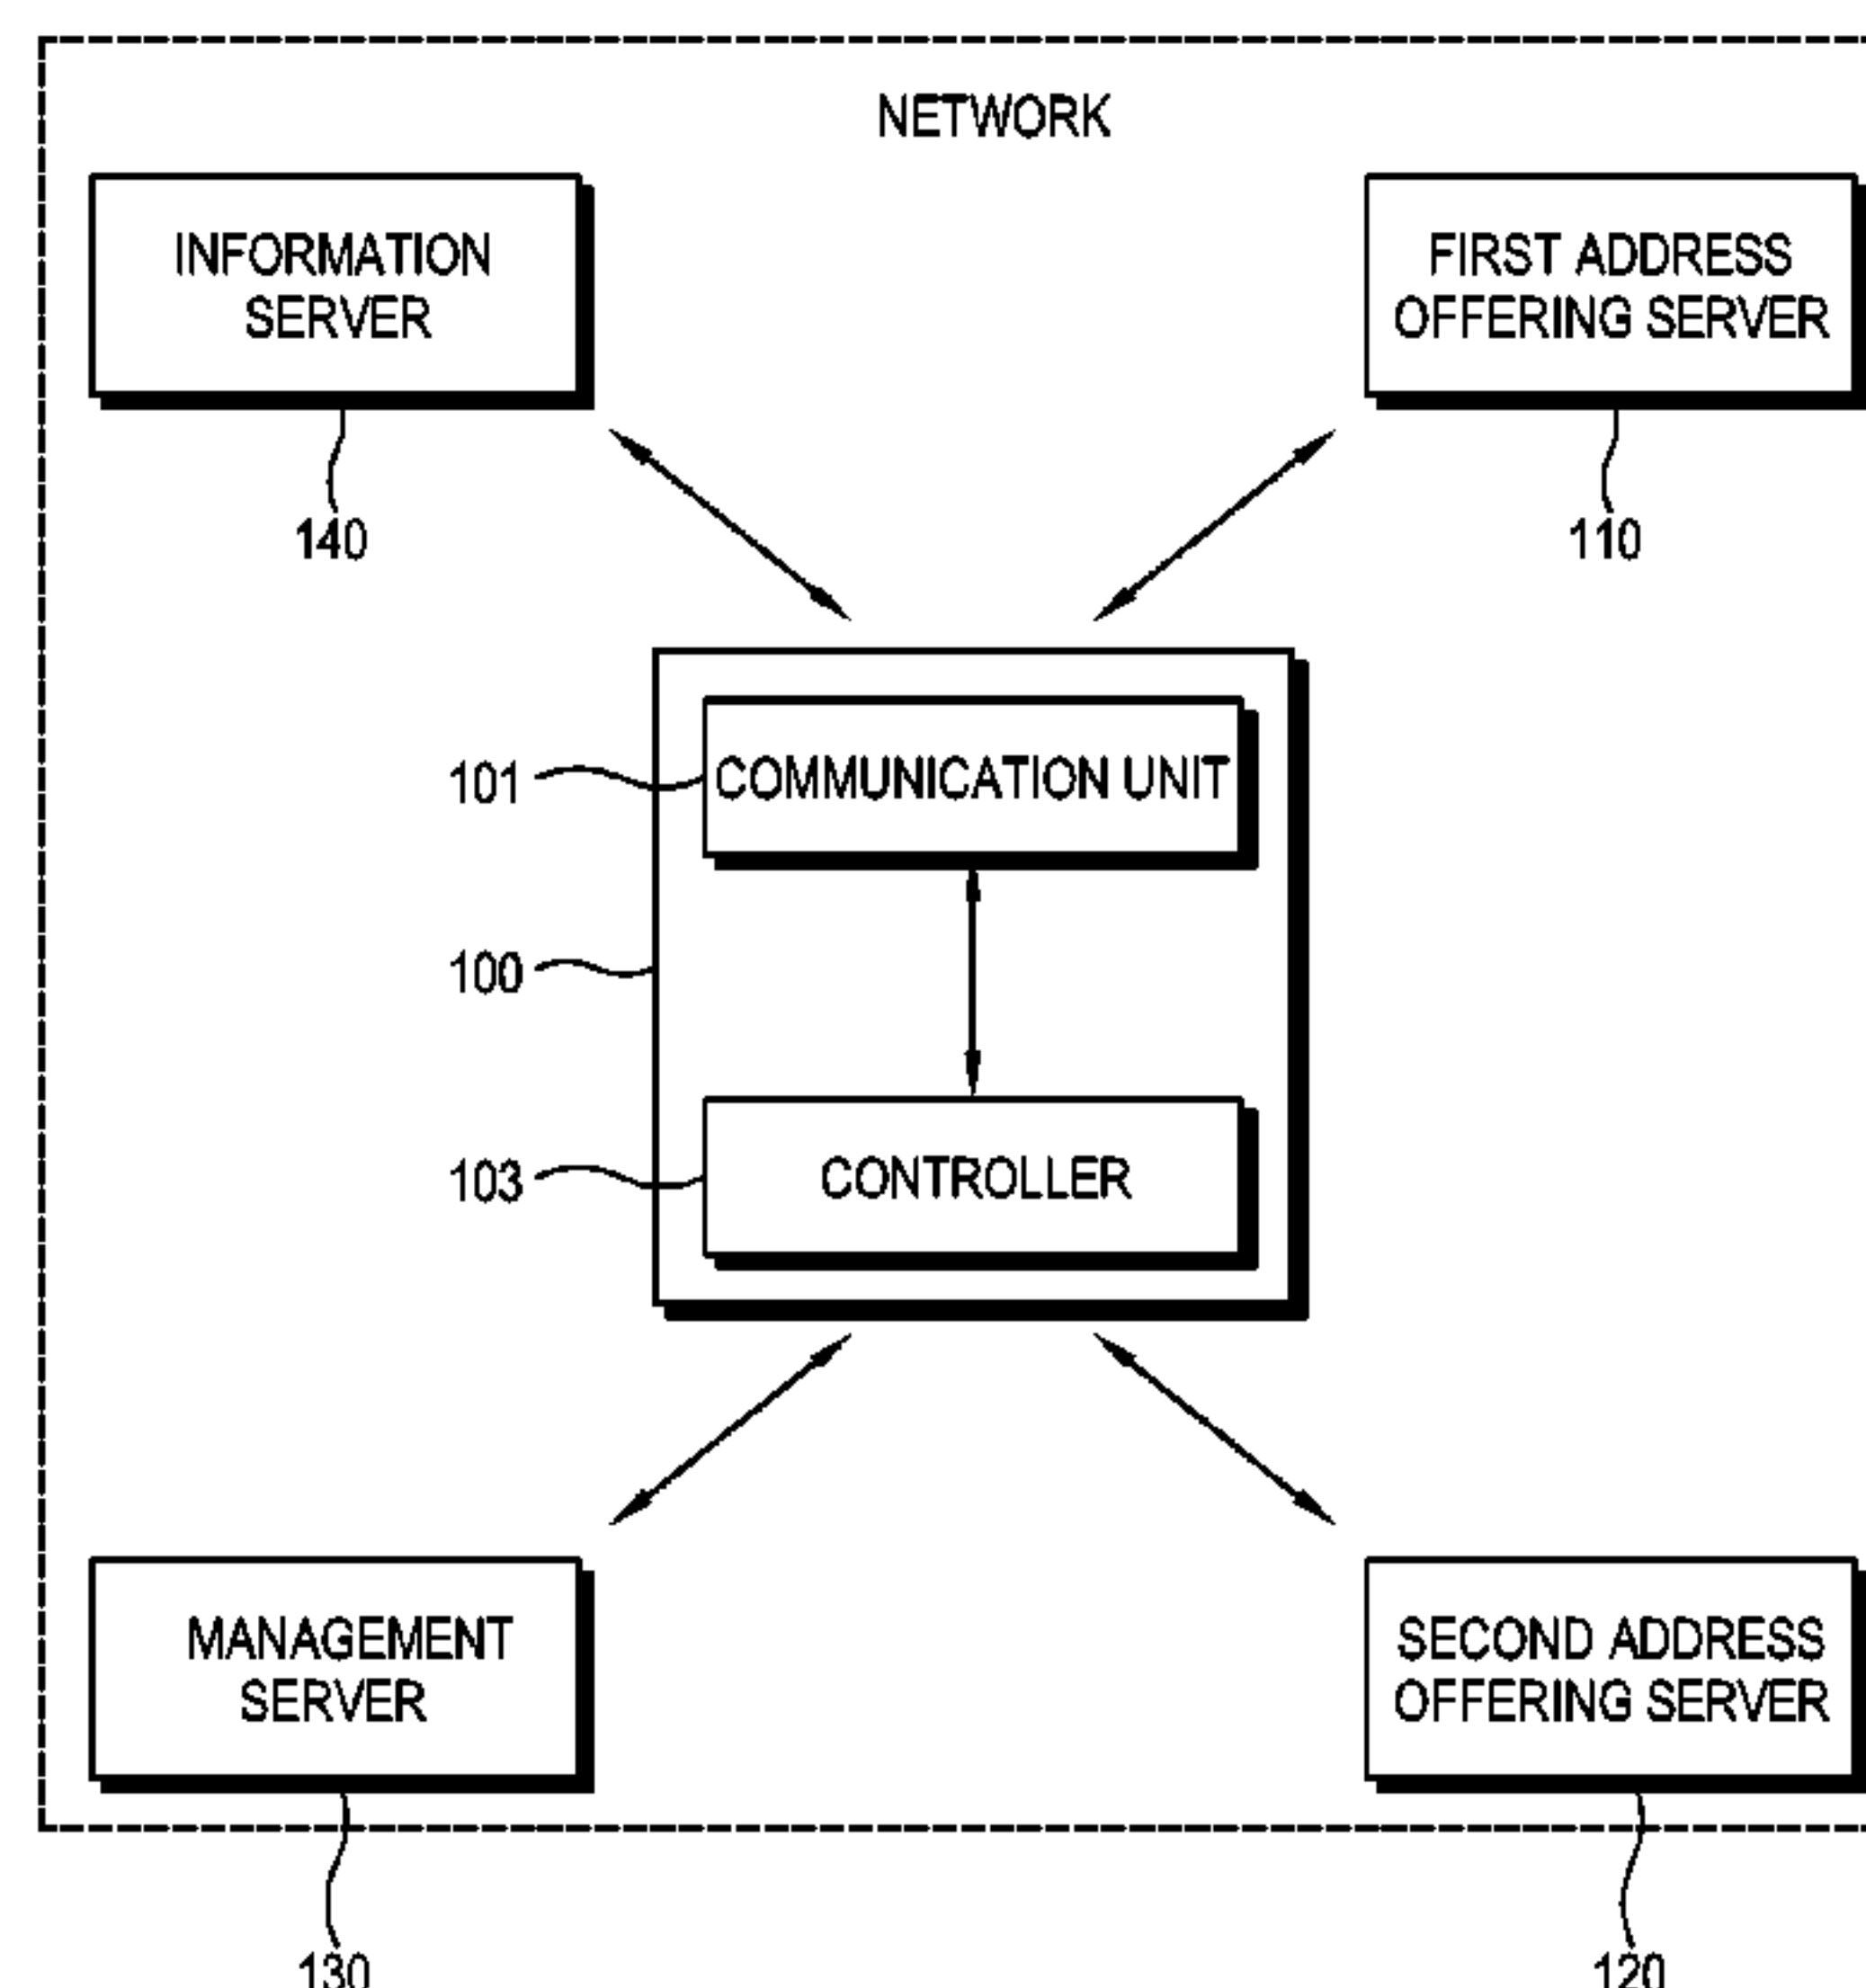 NETWORK
INFORMATION
SERVER
FIRST ADDRESS
OFFERING SERVER
140
110
101
COMMUNICATION UNIT
100
103
CONTROLLER
MANAGEMENT
SERVER
SECOND ADDRESS
OFFERING SERVER
130
120